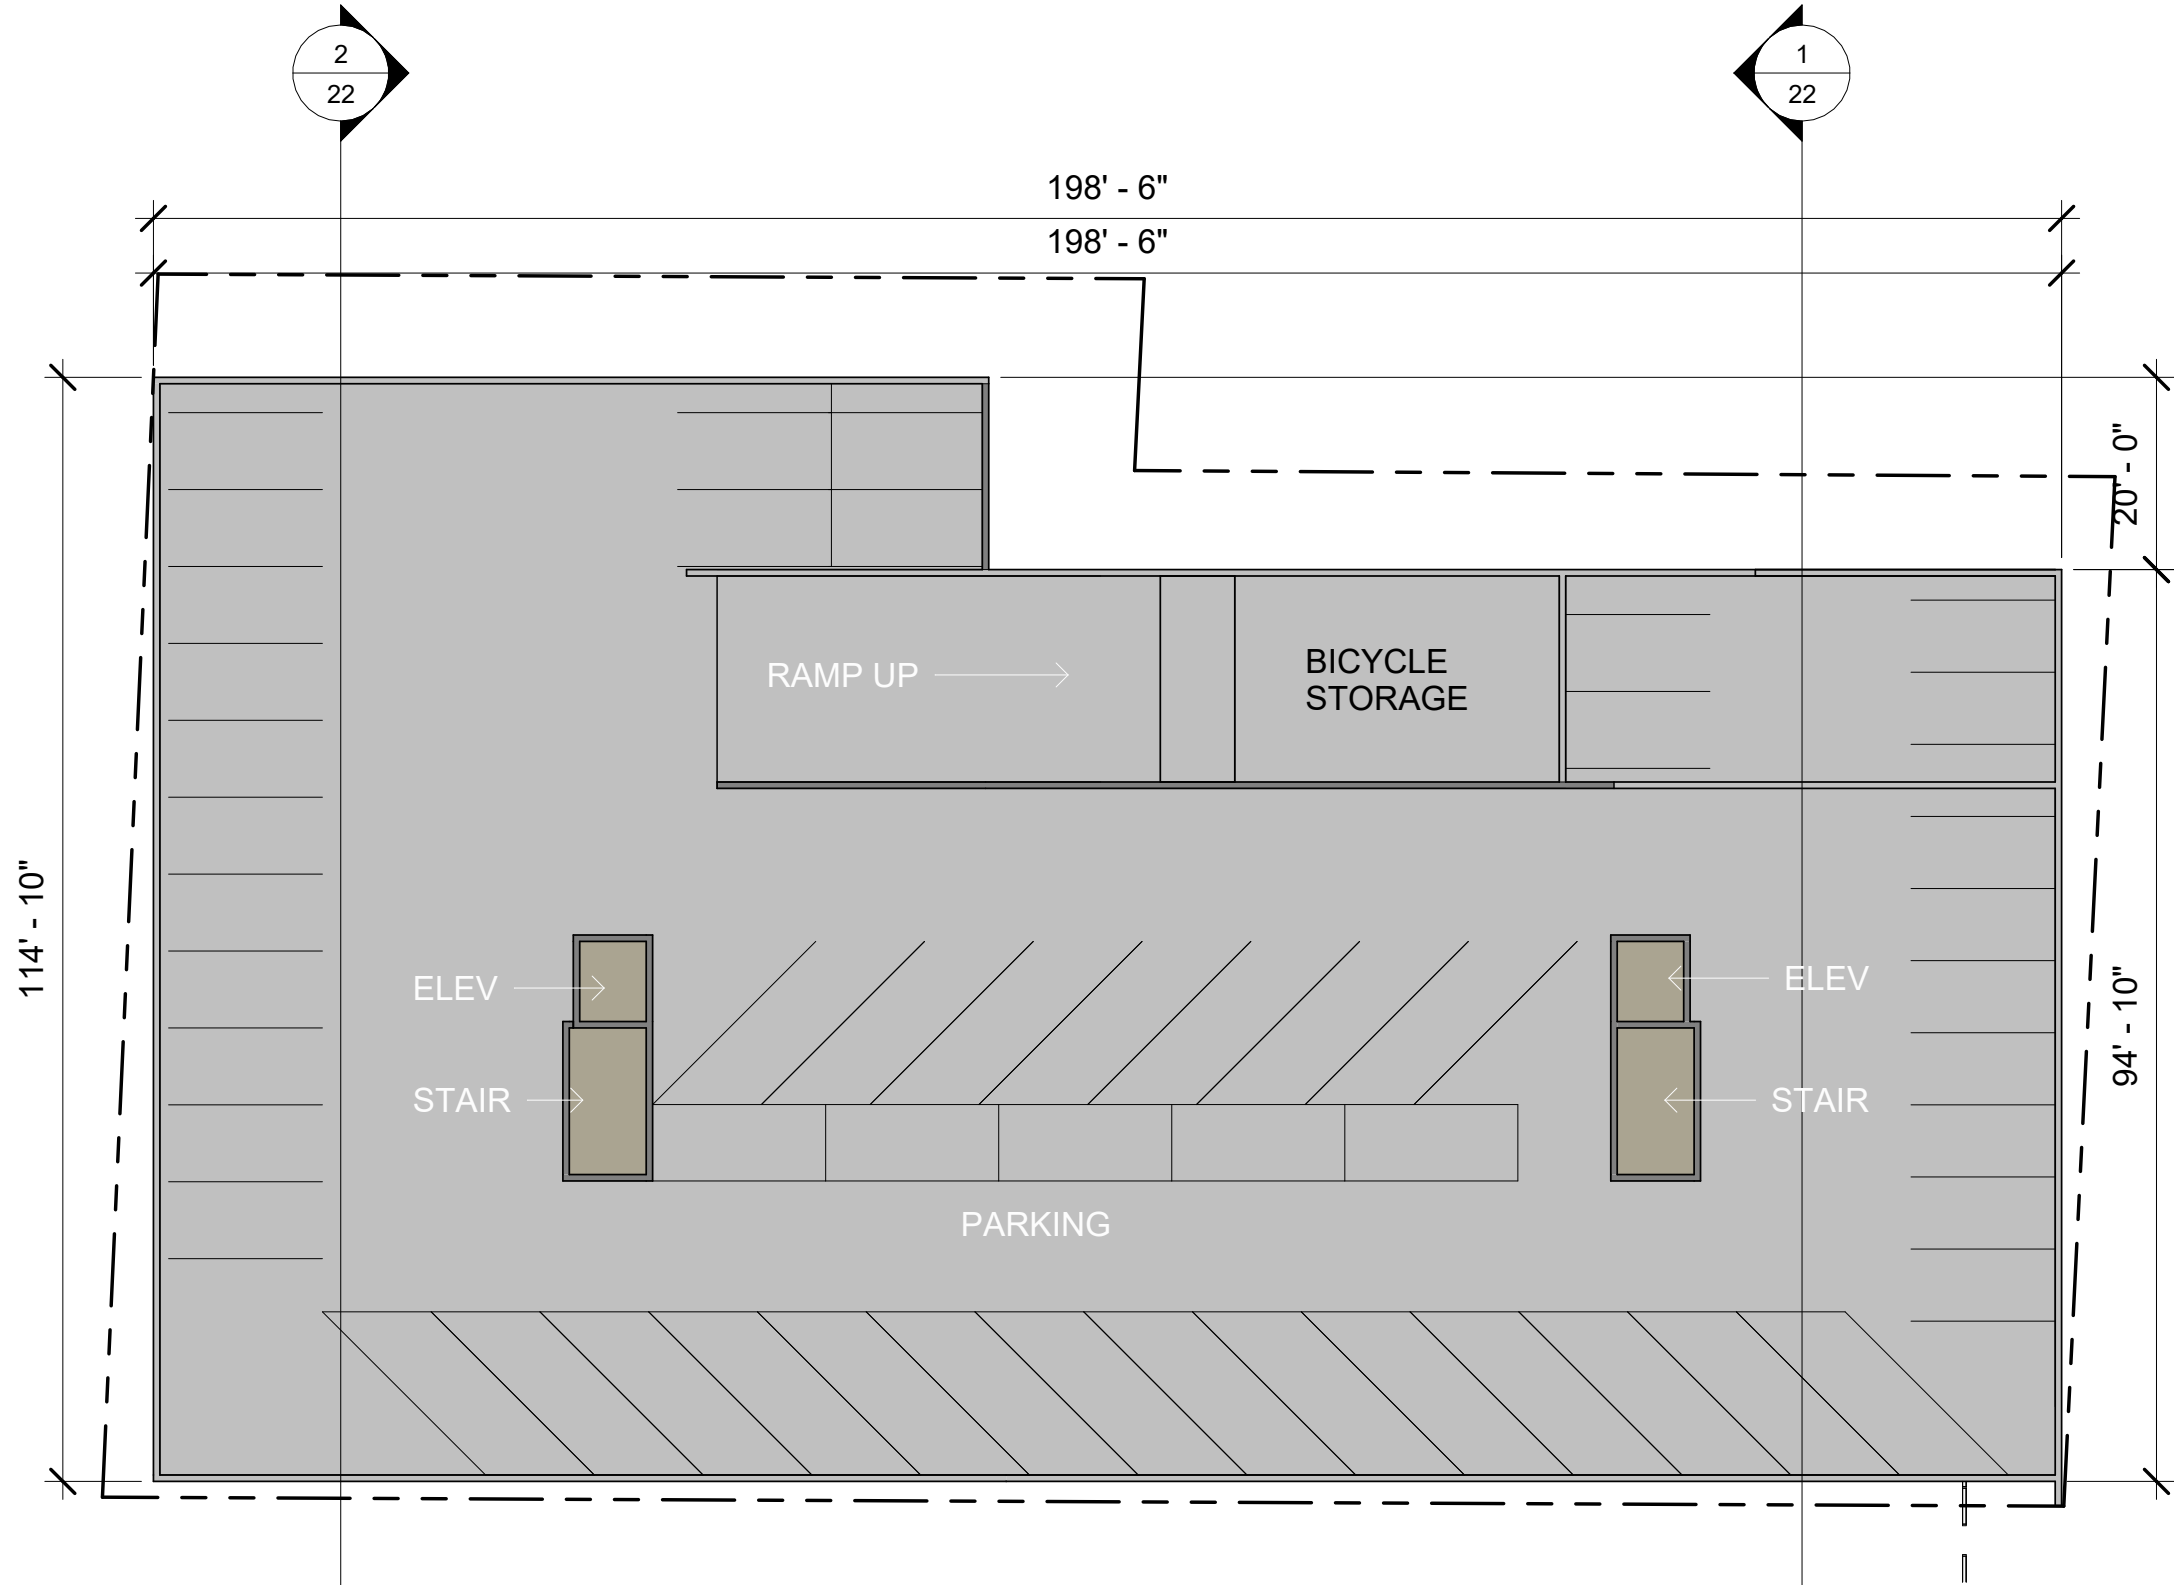 2
22
1
22
198' - 6"
198' - 6"
20' - 0"
RAMP UP
BICYCLE
STORAGE
114' - 10"
ELEV
ELEV
94' - 10"
STAIR
STAIR
PARKING